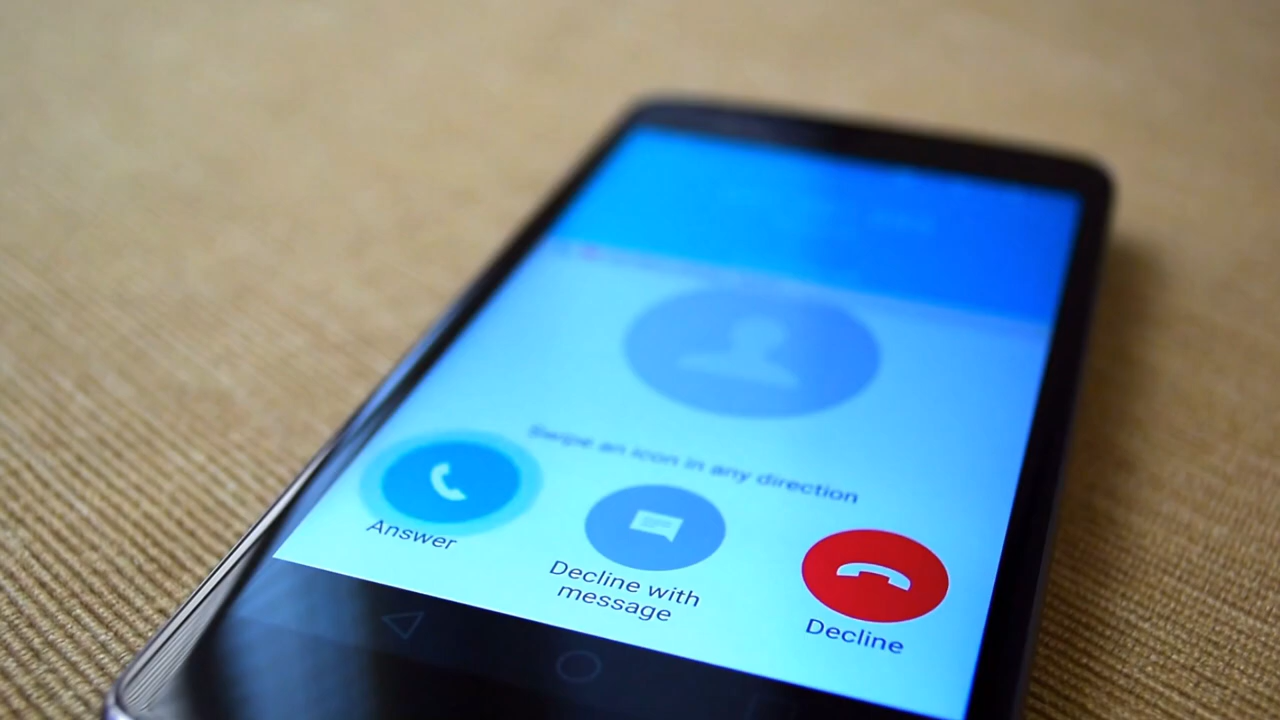 Swipe an icon in any direction
Answer
Decline with
message
Decline